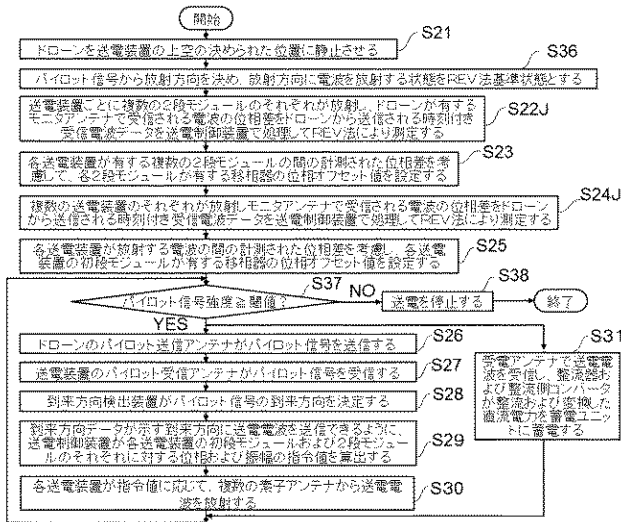 開始
S21
ドローンを送電装置の上空の決められた位置に静止させる
S36
パイロット信号から放射方向を決め、放射方向に電波を放射する状態をREV法基準状態とする
送電装置ごとに複数の2段モジュールのそれぞれが放射し、ドローンが有する
モニタアンテナで受信される電波の位相差をドローンから送信される時刻付き
受信電波データを送電制御装置で処理してREV法により測定する
S22J
S23
各送電装置が有する複数の2段モジュールの間の計測された位相差を考
慮して、各2段モジュールが有する移相器の位相オフセット値を設定する
S24J
複数の送電装置のそれぞれが放射しモニタアンテナで受信される電波の位相差をドローン
から送信される時刻付き受信電波データを送電制御装置で処理してREV法により測定する
S25
各送電装置が放射する電波の間の計測された位相差を考慮し、各送電
装置の初段モジュールが有する移相器の位相オフセット値を設定する
S37
パイロット信号強度≧閾値?
NO
S38
送電を停止する
終了
YES
S26
ドローンのパイロット送信アンテナがパイロット信号を送信する
S27
送電装置のパイロット受信アンテナがパイロット信号を受信する
S28
到来方向検出装置がパイロット信号の到来方向を決定する
S29
到来方向データが示す到来方向に送電電波を送信できるように、
送電制御装置が各送電装置の初段モジュールおよび2段モジュー
ルのそれぞれに対する位相および振幅の指令値を算出する
S30
各送電装置が指令値に応じて、複数の素子アンテナから送電電
波を放射する
S31
受電アンテナで送電電波
を受信し、整流器お
よび整流側コンバータ
が整流および変換した
直流電力を蓄電ユニッ
トに蓄電する